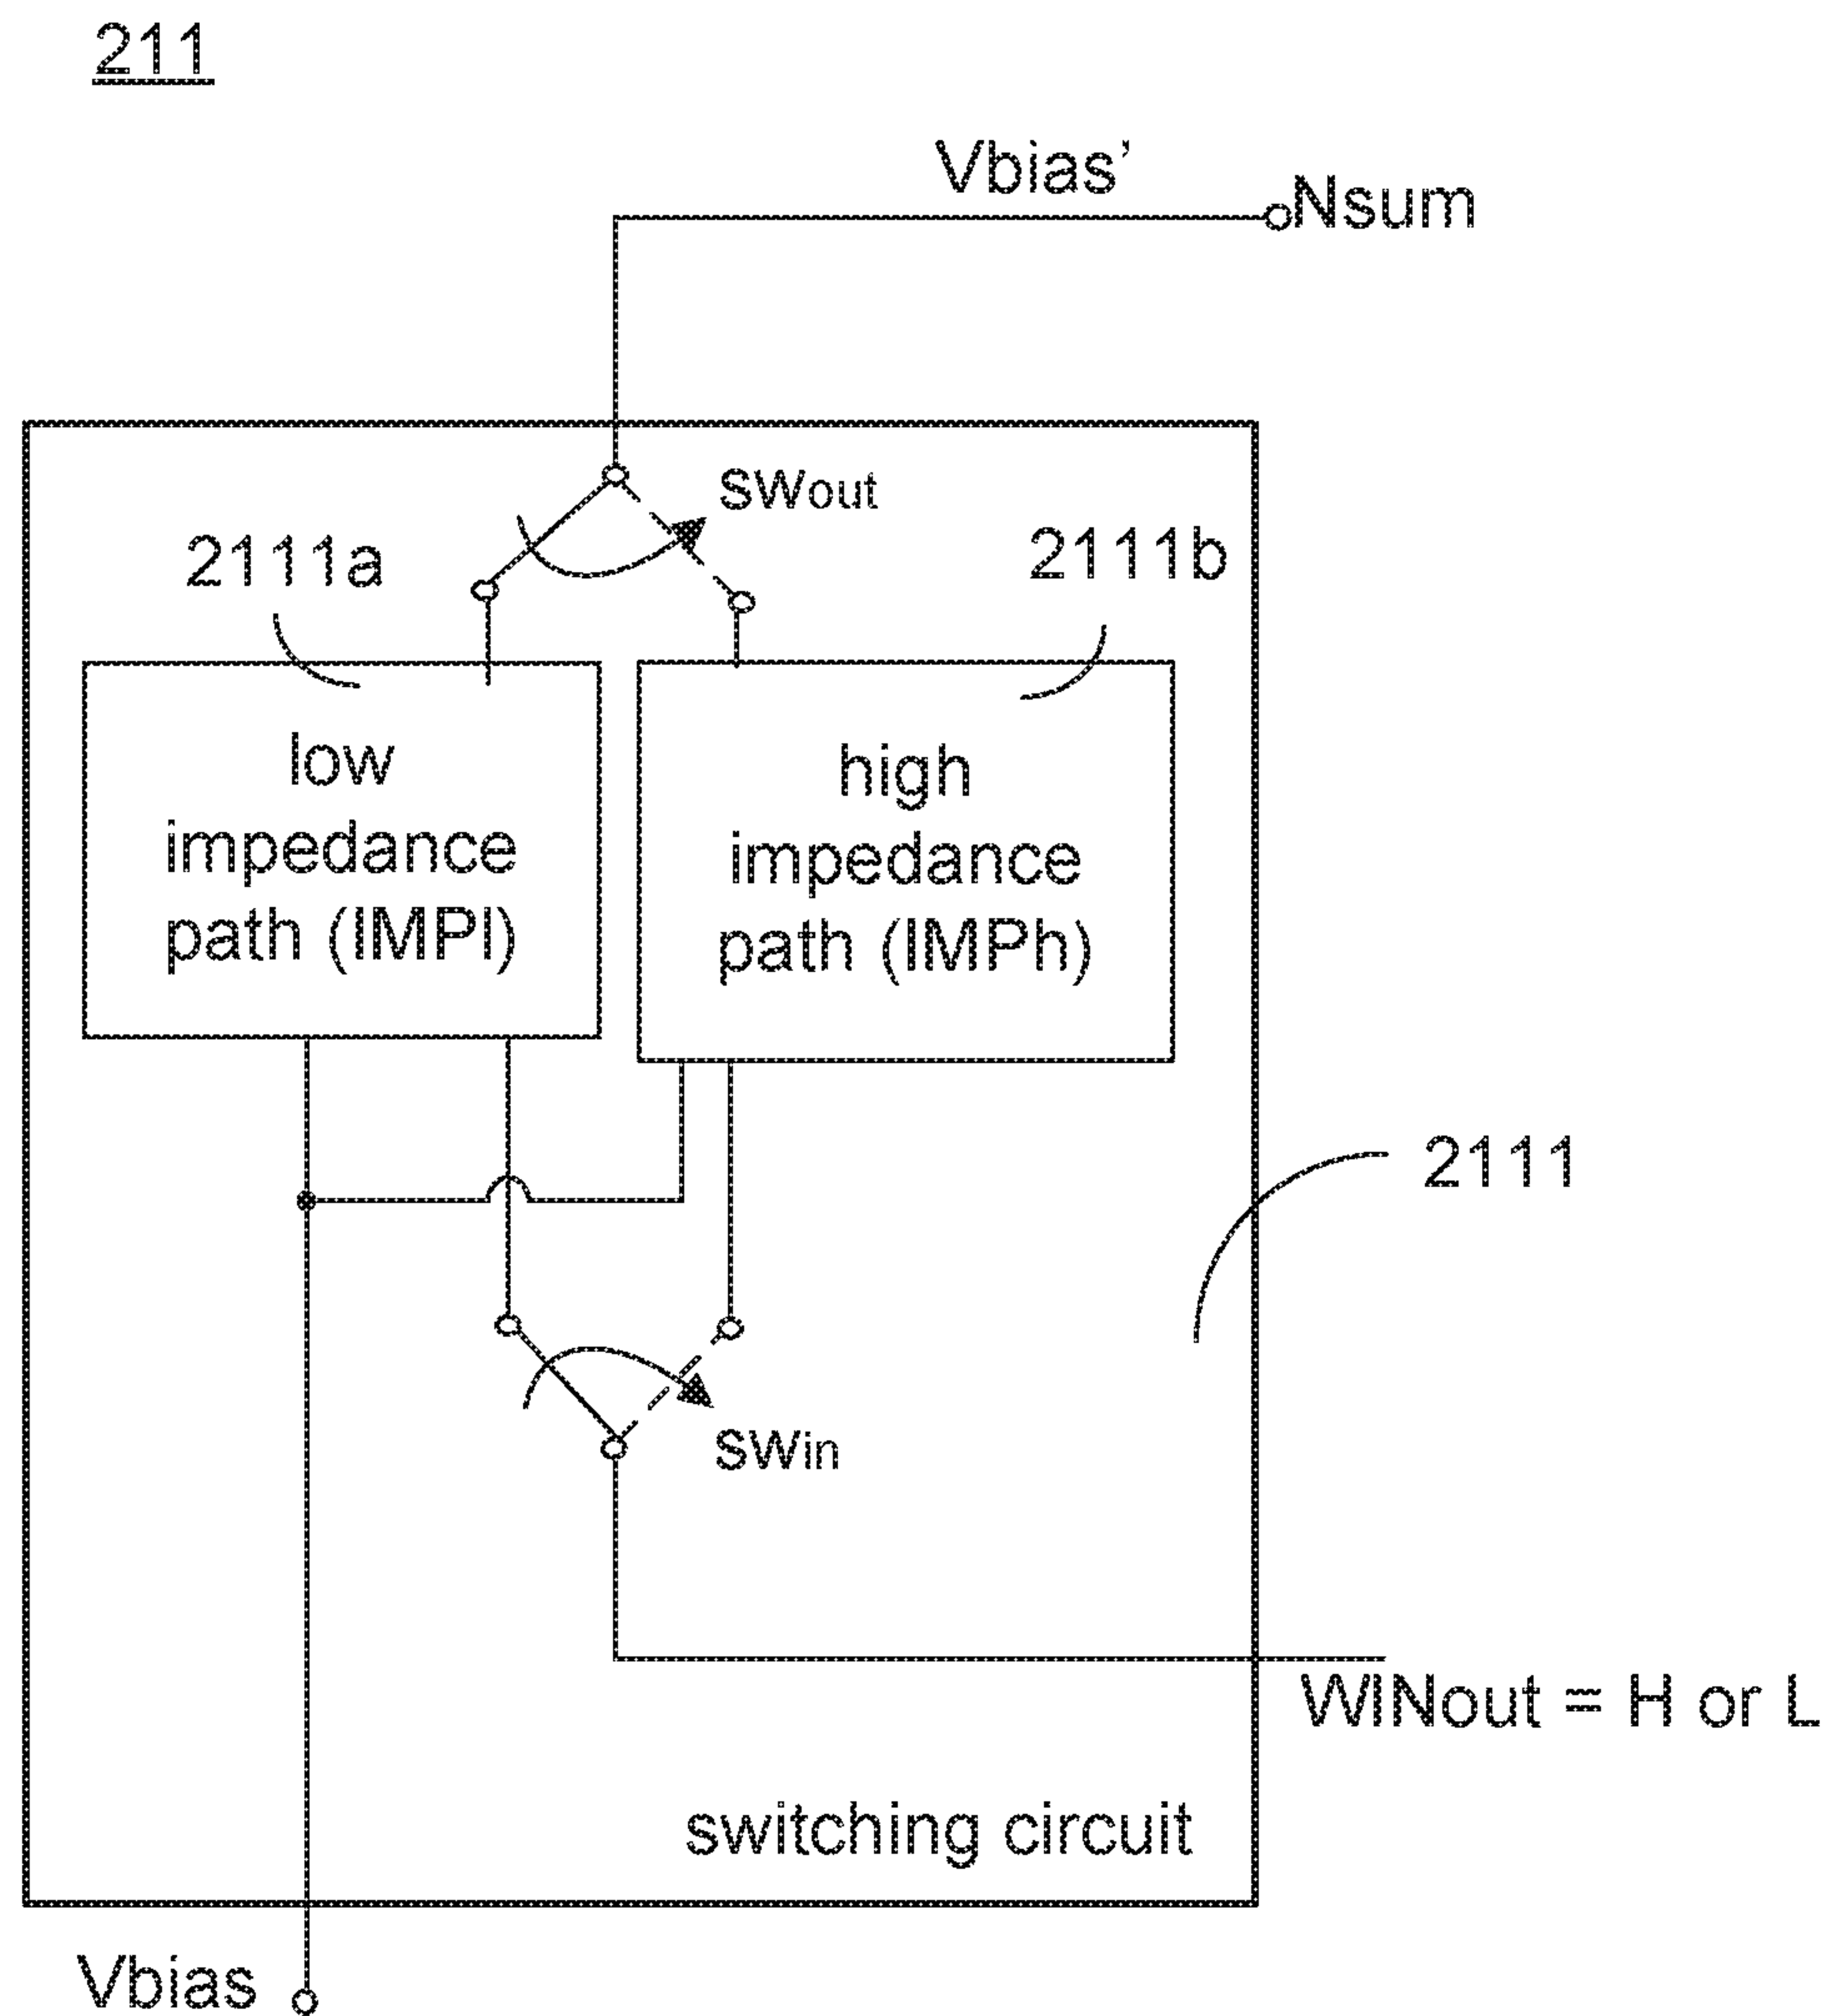 211
Vbias’
Nsum
SWout
2111a
2111b
low
impedance
path (IMPl)
high
impedance
path (IMPh)
2111
SWin
WINout = H or L
switching circuit
Vbias